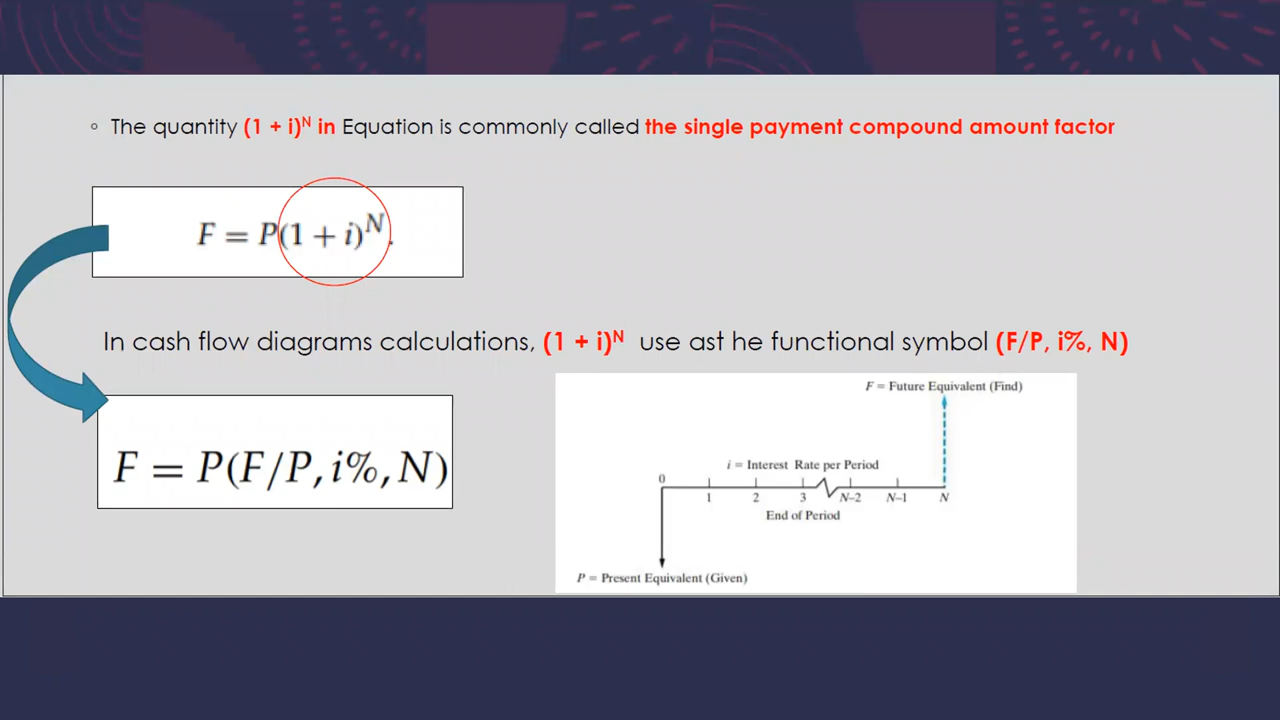 ◦ The quantity (1 + i)ᴺ in Equation is commonly called the single payment compound amount factor
F = P(1 + i)ᴺ.
In cash flow diagrams calculations, (1 + i)ᴺ use ast he functional symbol (F/P, i%, N)
F = P(F/P, i%, N)
F = Future Equivalent (Find)
i = Interest Rate per Period
0
1 2 3 N–2 N–1 N
End of Period
P = Present Equivalent (Given)